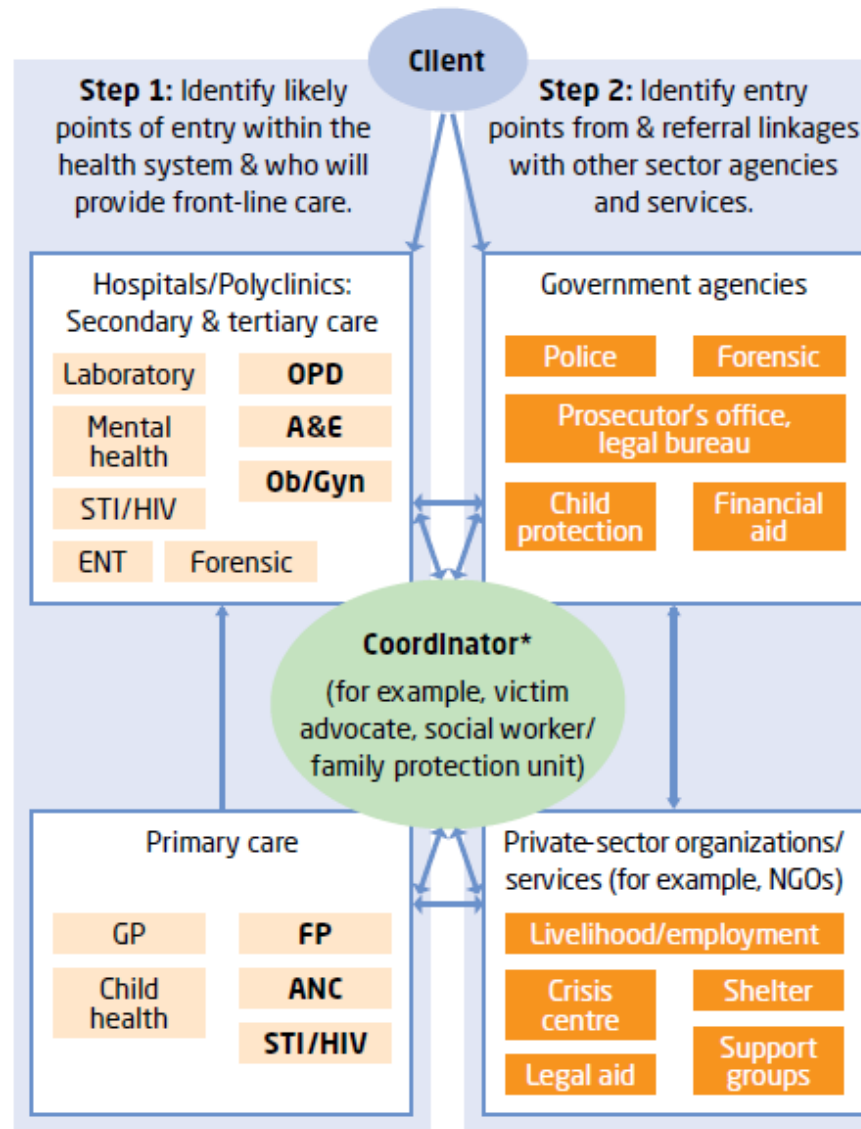 Client
Step 1: Identify likely
points of entry within the
health system & who will
provide front-line care.
Step 2: Identify entry
points from & referral linkages
with other sector agencies
and services.
Hospitals/Polyclinics:
Secondary & tertiary care
Laboratory
OPD
Mental
health
A&E
Ob/Gyn
STI/HIV
ENT
Forensic
Government agencies
Police
Forensic
Prosecutor's office,
legal bureau
Child
protection
Financial
aid
Coordinator*
(for example, victim
advocate, social worker/
family protection unit)
Primary care
GP
FP
Child
health
ANC
STI/HIV
Private-sector organizations/
services (for example, NGOs)
Livelihood/employment
Crisis
centre
Shelter
Legal aid
Support
groups